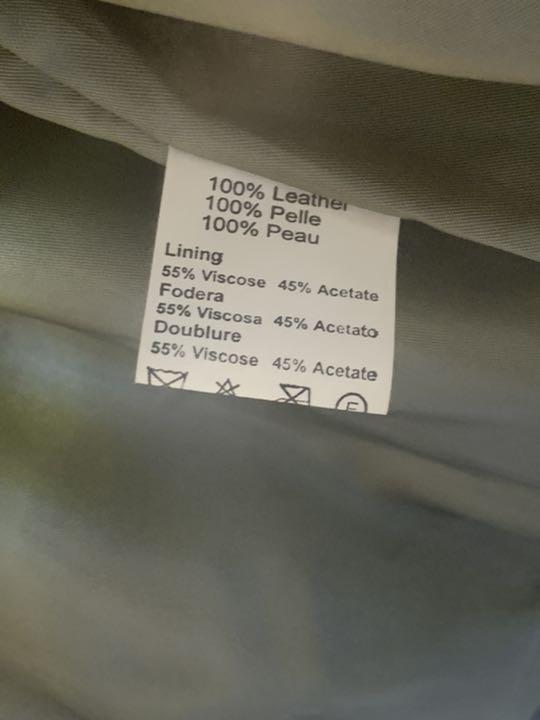 100% Leather
100% Pelle
100% Peau
Lining
55% Viscose 45% Acetate
Fodera
55% Viscosa 45% Acetato
Doublure
55% Viscose 45% Acetate
F